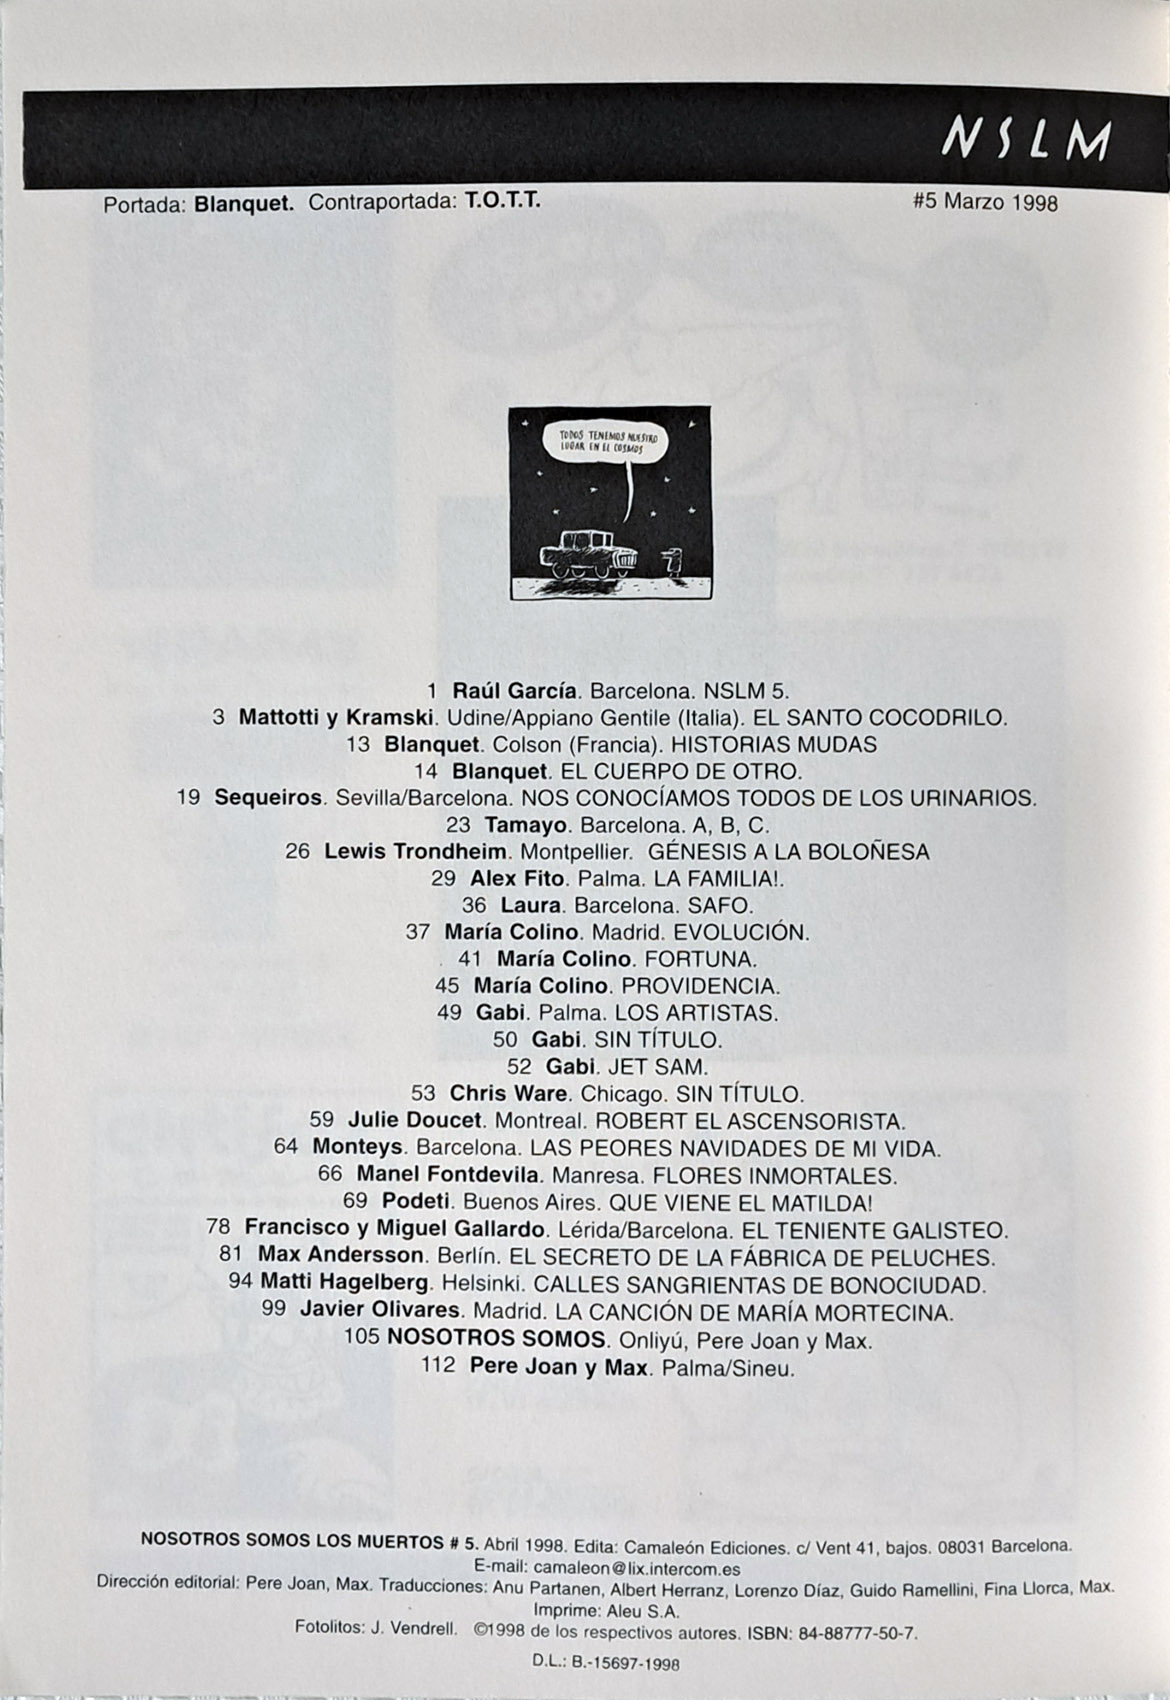 NSLM
Portada: Blanquet. Contraportada: T.O.T.T.
#5 Marzo 1998
TODOS TENEMOS NUESTRO
LUGAR EN EL COSMOS
1 Raúl García. Barcelona. NSLM 5.
3 Mattotti y Kramski. Udine/Appiano Gentile (Italia). EL SANTO COCODRILO.
13 Blanquet. Colson (Francia). HISTORIAS MUDAS
14 Blanquet. EL CUERPO DE OTRO.
19 Sequeiros. Sevilla/Barcelona. NOS CONOCÍAMOS TODOS DE LOS URINARIOS.
23 Tamayo. Barcelona. A, B, C.
26 Lewis Trondheim. Montpellier. GÉNESIS A LA BOLOÑESA
29 Alex Fito. Palma. LA FAMILIA!.
36 Laura. Barcelona. SAFO.
37 María Colino. Madrid. EVOLUCIÓN.
41 María Colino. FORTUNA.
45 María Colino. PROVIDENCIA.
49 Gabi. Palma. LOS ARTISTAS.
50 Gabi. SIN TÍTULO.
52 Gabi. JET SAM.
53 Chris Ware. Chicago. SIN TÍTULO.
59 Julie Doucet. Montreal. ROBERT EL ASCENSORISTA.
64 Monteys. Barcelona. LAS PEORES NAVIDADES DE MI VIDA.
66 Manel Fontdevila. Manresa. FLORES INMORTALES.
69 Podeti. Buenos Aires. QUE VIENE EL MATILDA!
78 Francisco y Miguel Gallardo. Lérida/Barcelona. EL TENIENTE GALISTEO.
81 Max Andersson. Berlín. EL SECRETO DE LA FÁBRICA DE PELUCHES.
94 Matti Hagelberg. Helsinki. CALLES SANGRIENTAS DE BONOCIUDAD.
99 Javier Olivares. Madrid. LA CANCIÓN DE MARÍA MORTECINA.
105 NOSOTROS SOMOS. Onliyú, Pere Joan y Max.
112 Pere Joan y Max. Palma/Sineu.
NOSOTROS SOMOS LOS MUERTOS # 5. Abril 1998. Edita: Camaleón Ediciones. c/ Vent 41, bajos. 08031 Barcelona.
E-mail: camaleon@lix.intercom.es
Dirección editorial: Pere Joan, Max. Traducciones: Anu Partanen, Albert Herranz, Lorenzo Díaz, Guido Ramellini, Fina Llorca, Max.
Imprime: Aleu S.A.
Fotolitos: J. Vendrell. ©1998 de los respectivos autores. ISBN: 84-88777-50-7.
D.L.: B.-15697-1998